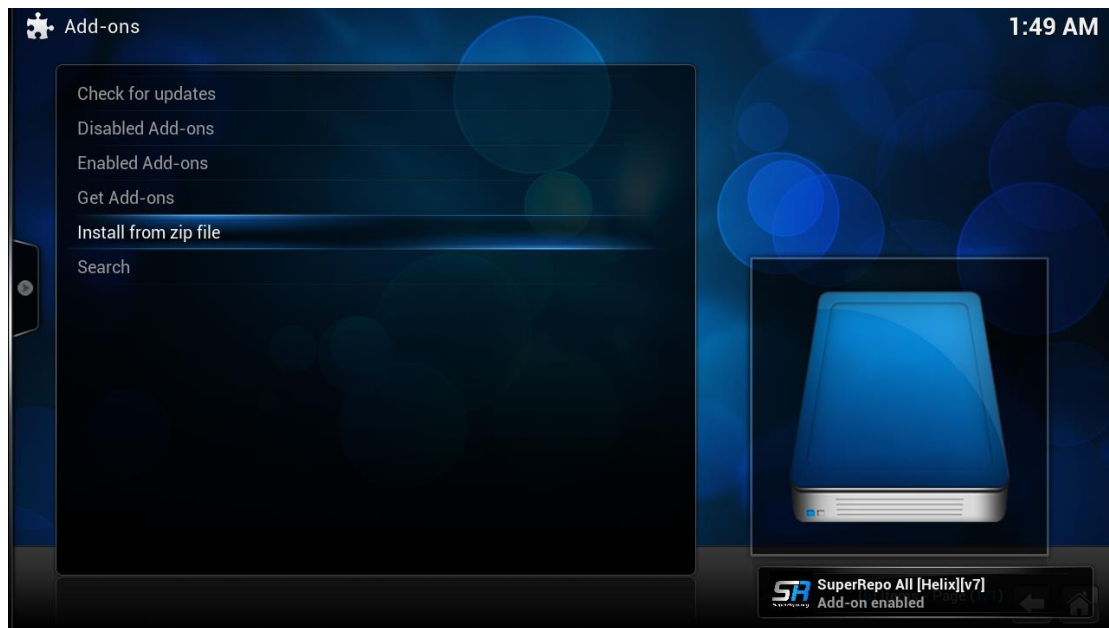 Add-ons
1:49 AM
Check for updates
Disabled Add-ons
Enabled Add-ons
Get Add-ons
Install from zip file
Search
SR
SuperRepo All [Helix][v7]
Add-on enabled